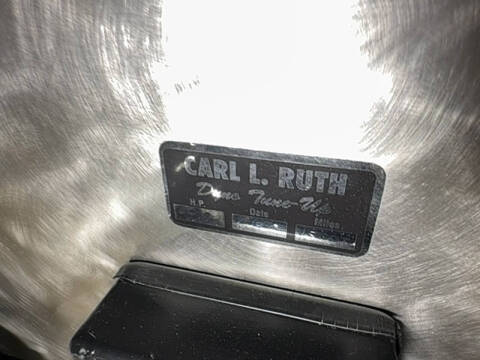 CARL L. RUTH
Dyno Tune-Up
H.P. Date Miles